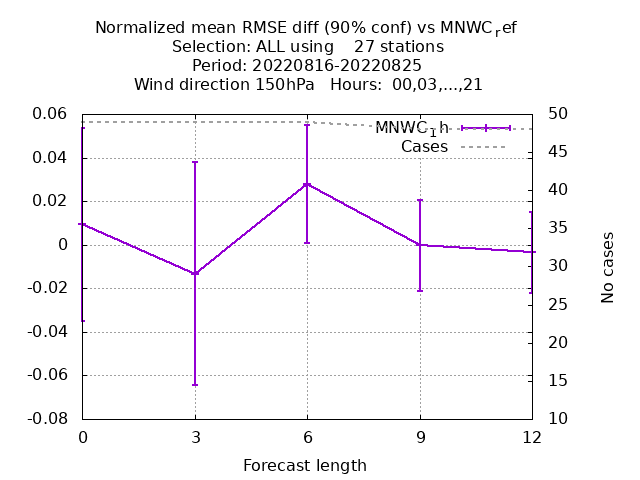 Normalized mean RMSE diff (90% conf) vs MNWC_ref
Selection: ALL using    27 stations
Period: 20220816-20220825
Wind direction 150hPa   Hours:  00,03,...,21
MNWC_1h
Cases
0.06
0.04
0.02
0
-0.02
-0.04
-0.06
-0.08
50
45
40
35
30
25
20
15
10
No cases
0 3 6 9 12
Forecast length